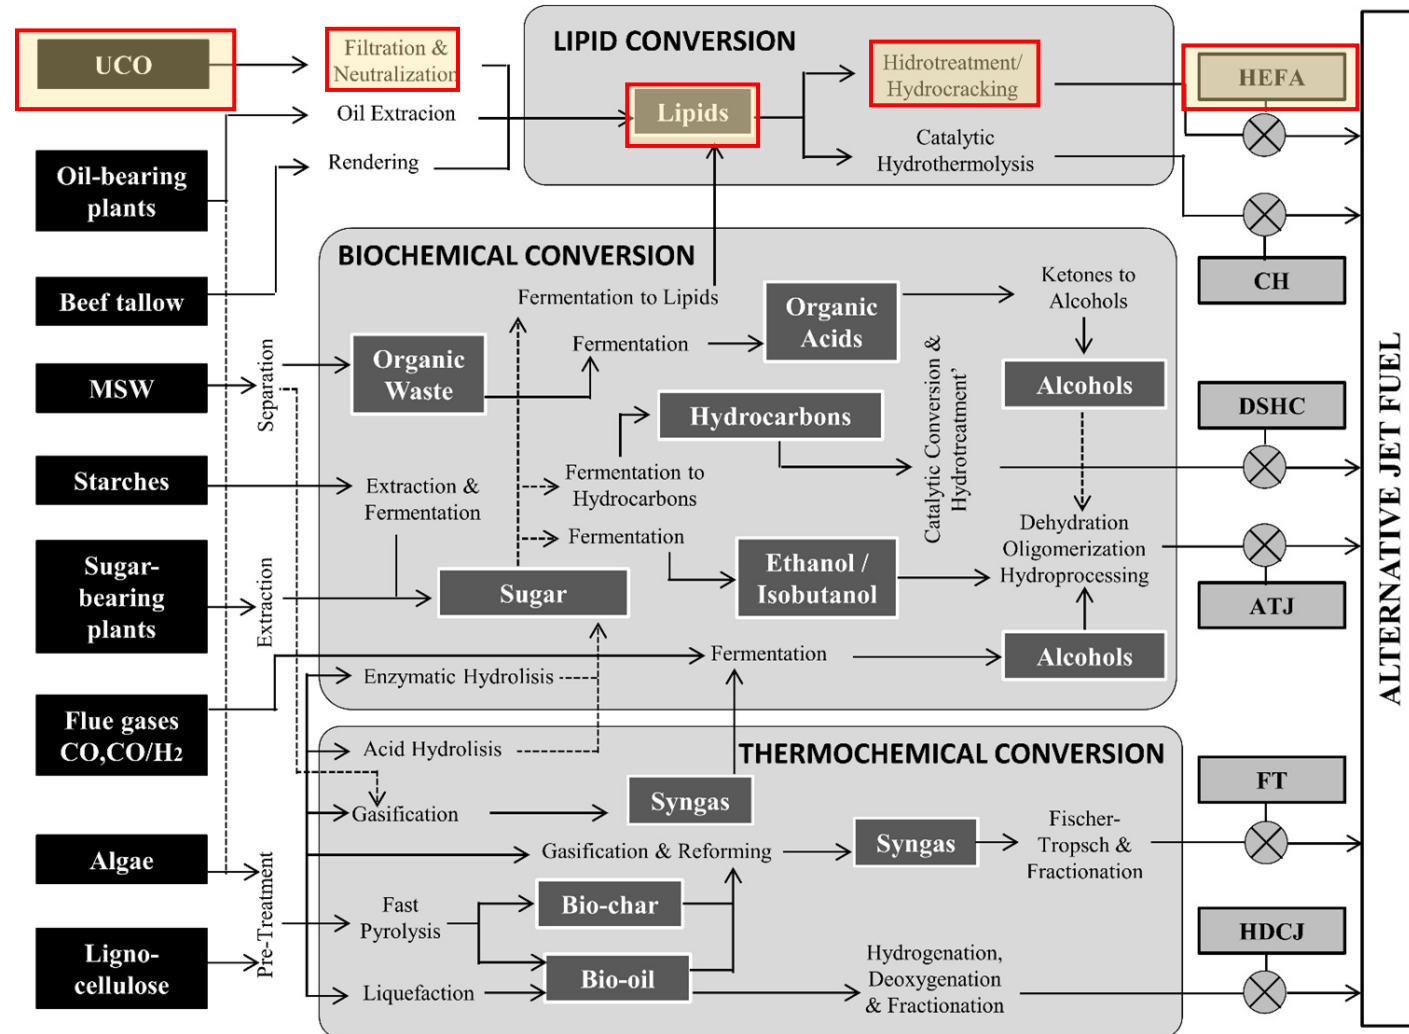 UCO
Oil-bearing
plants
Beef tallow
MSW
Starches
Sugar-
bearing
plants
Flue gases
CO,CO/H2
Algae
Ligno-
cellulose
Filtration &
Neutralization
Oil Extracion
Rendering
Separation
Extraction
Pre-Treatment
LIPID CONVERSION
Lipids
Hidrotreatment/
Hydrocracking
Catalytic
Hydrothermolysis
BIOCHEMICAL CONVERSION
Fermentation to Lipids
Organic
Waste
Fermentation
Organic
Acids
Ketones to
Alcohols
Alcohols
Hydrocarbons
Catalytic Conversion &
Hydrotreatment’
Extraction &
Fermentation
Fermentation to
Hydrocarbons
Fermentation
Sugar
Ethanol /
Isobutanol
Dehydration
Oligomerization
Hydroprocessing
Fermentation
Alcohols
Enzymatic Hydrolisis
Acid Hydrolisis
THERMOCHEMICAL CONVERSION
Gasification
Syngas
Gasification & Reforming
Syngas
Fischer-
Tropsch &
Fractionation
Fast
Pyrolysis
Bio-char
Bio-oil
Liquefaction
Hydrogenation,
Deoxygenation
& Fractionation
HEFA
CH
DSHC
ATJ
FT
HDCJ
ALTERNATIVE JET FUEL